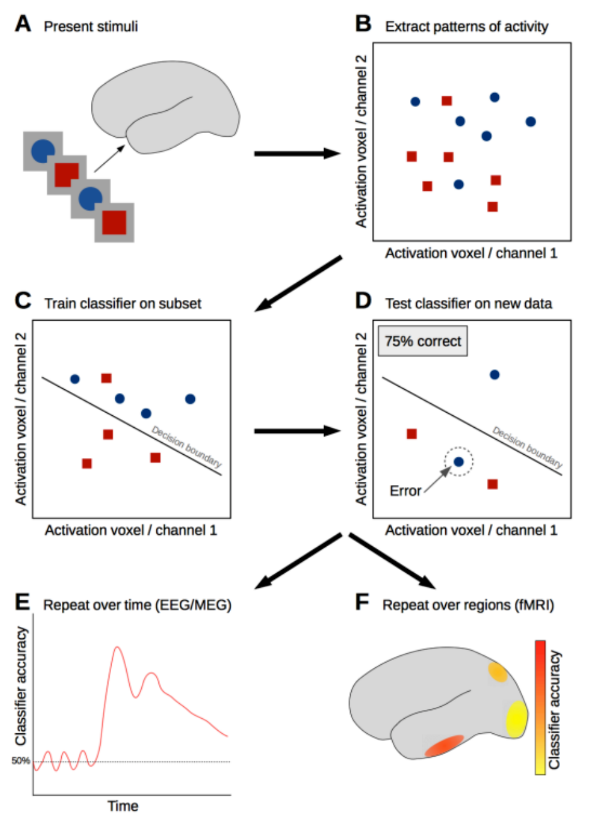 A Present stimuli
B Extract patterns of activity
Activation voxel / channel 2
Activation voxel / channel 1
C Train classifier on subset
Activation voxel / channel 2
Decision boundary
Activation voxel / channel 1
D Test classifier on new data
75% correct
Activation voxel / channel 2
Decision boundary
Error
Activation voxel / channel 1
E Repeat over time (EEG/MEG)
Classifier accuracy
50%
Time
F Repeat over regions (fMRI)
Classifier accuracy